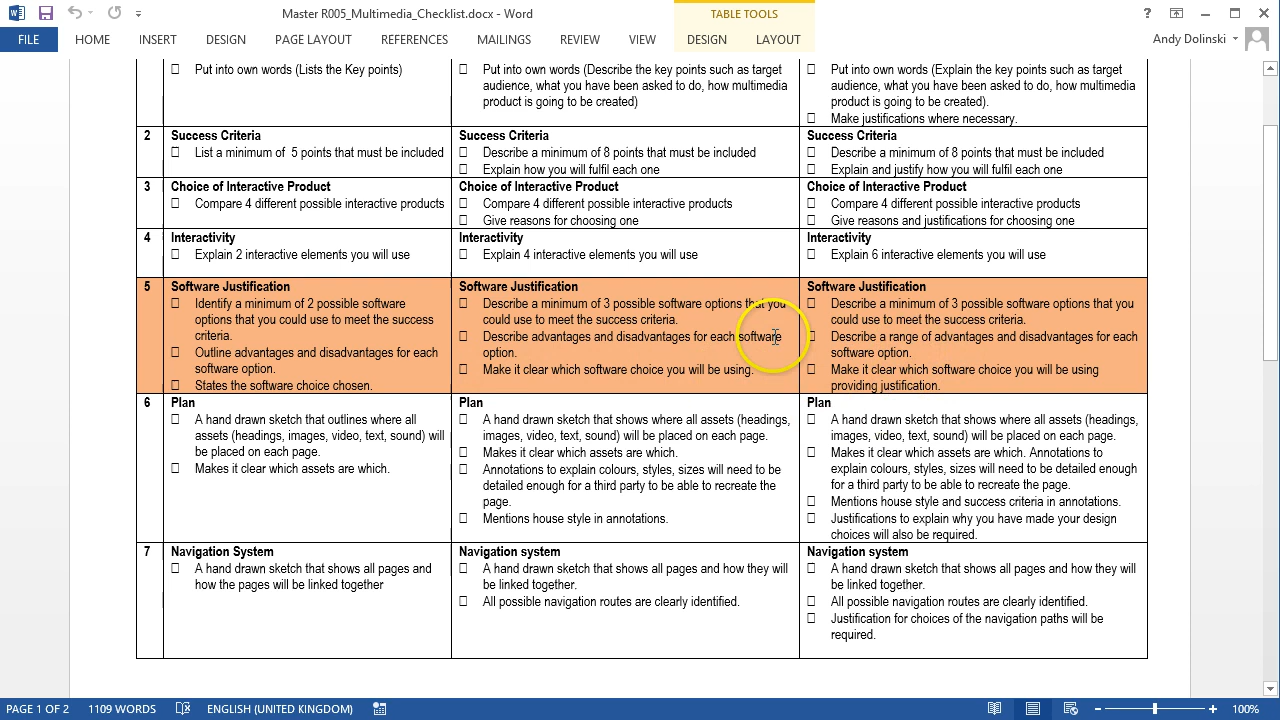 Master R005_Multimedia_Checklist.docx - Word
TABLE TOOLS
FILE HOME INSERT DESIGN PAGE LAYOUT REFERENCES MAILINGS REVIEW VIEW DESIGN LAYOUT
Andy Dolinski
Put into own words (Lists the Key points)
Put into own words (Describe the key points such as target
audience, what you have been asked to do, how multimedia
product is going to be created)
Put into own words (Explain the key points such as target
audience, what you have been asked to do, how multimedia
product is going to be created).
Make justifications where necessary.
2
Success Criteria
List a minimum of  5 points that must be included
Success Criteria
Describe a minimum of 8 points that must be included
Explain how you will fulfil each one
Success Criteria
Describe a minimum of 8 points that must be included
Explain and justify how you will fulfil each one
3
Choice of Interactive Product
Compare 4 different possible interactive products
Choice of Interactive Product
Compare 4 different possible interactive products
Give reasons for choosing one
Choice of Interactive Product
Compare 4 different possible interactive products
Give reasons and justifications for choosing one
4
Interactivity
Explain 2 interactive elements you will use
Interactivity
Explain 4 interactive elements you will use
Interactivity
Explain 6 interactive elements you will use
5
Software Justification
Identify a minimum of 2 possible software
options that you could use to meet the success
criteria.
Outline advantages and disadvantages for each
software option.
States the software choice chosen.
Software Justification
Describe a minimum of 3 possible software options that you
could use to meet the success criteria.
Describe advantages and disadvantages for each software
option.
Make it clear which software choice you will be using.
Software Justification
Describe a minimum of 3 possible software options that you
could use to meet the success criteria.
Describe a range of advantages and disadvantages for each
software option.
Make it clear which software choice you will be using
providing justification.
6
Plan
A hand drawn sketch that outlines where all
assets (headings, images, video, text, sound) will
be placed on each page.
Makes it clear which assets are which.
Plan
A hand drawn sketch that shows where all assets (headings,
images, video, text, sound) will be placed on each page.
Makes it clear which assets are which.
Annotations to explain colours, styles, sizes will need to be
detailed enough for a third party to be able to recreate the
page.
Mentions house style in annotations.
Plan
A hand drawn sketch that shows where all assets (headings,
images, video, text, sound) will be placed on each page.
Makes it clear which assets are which. Annotations to
explain colours, styles, sizes will need to be detailed enough
for a third party to be able to recreate the page.
Mentions house style and success criteria in annotations.
Justifications to explain why you have made your design
choices will also be required.
7
Navigation System
A hand drawn sketch that shows all pages and
how the pages will be linked together
Navigation system
A hand drawn sketch that shows all pages and how they will
be linked together.
All possible navigation routes are clearly identified.
Navigation system
A hand drawn sketch that shows all pages and how they will
be linked together.
All possible navigation routes are clearly identified.
Justification for choices of the navigation paths will be
required.
PAGE 1 OF 2 1109 WORDS ENGLISH (UNITED KINGDOM) 100%